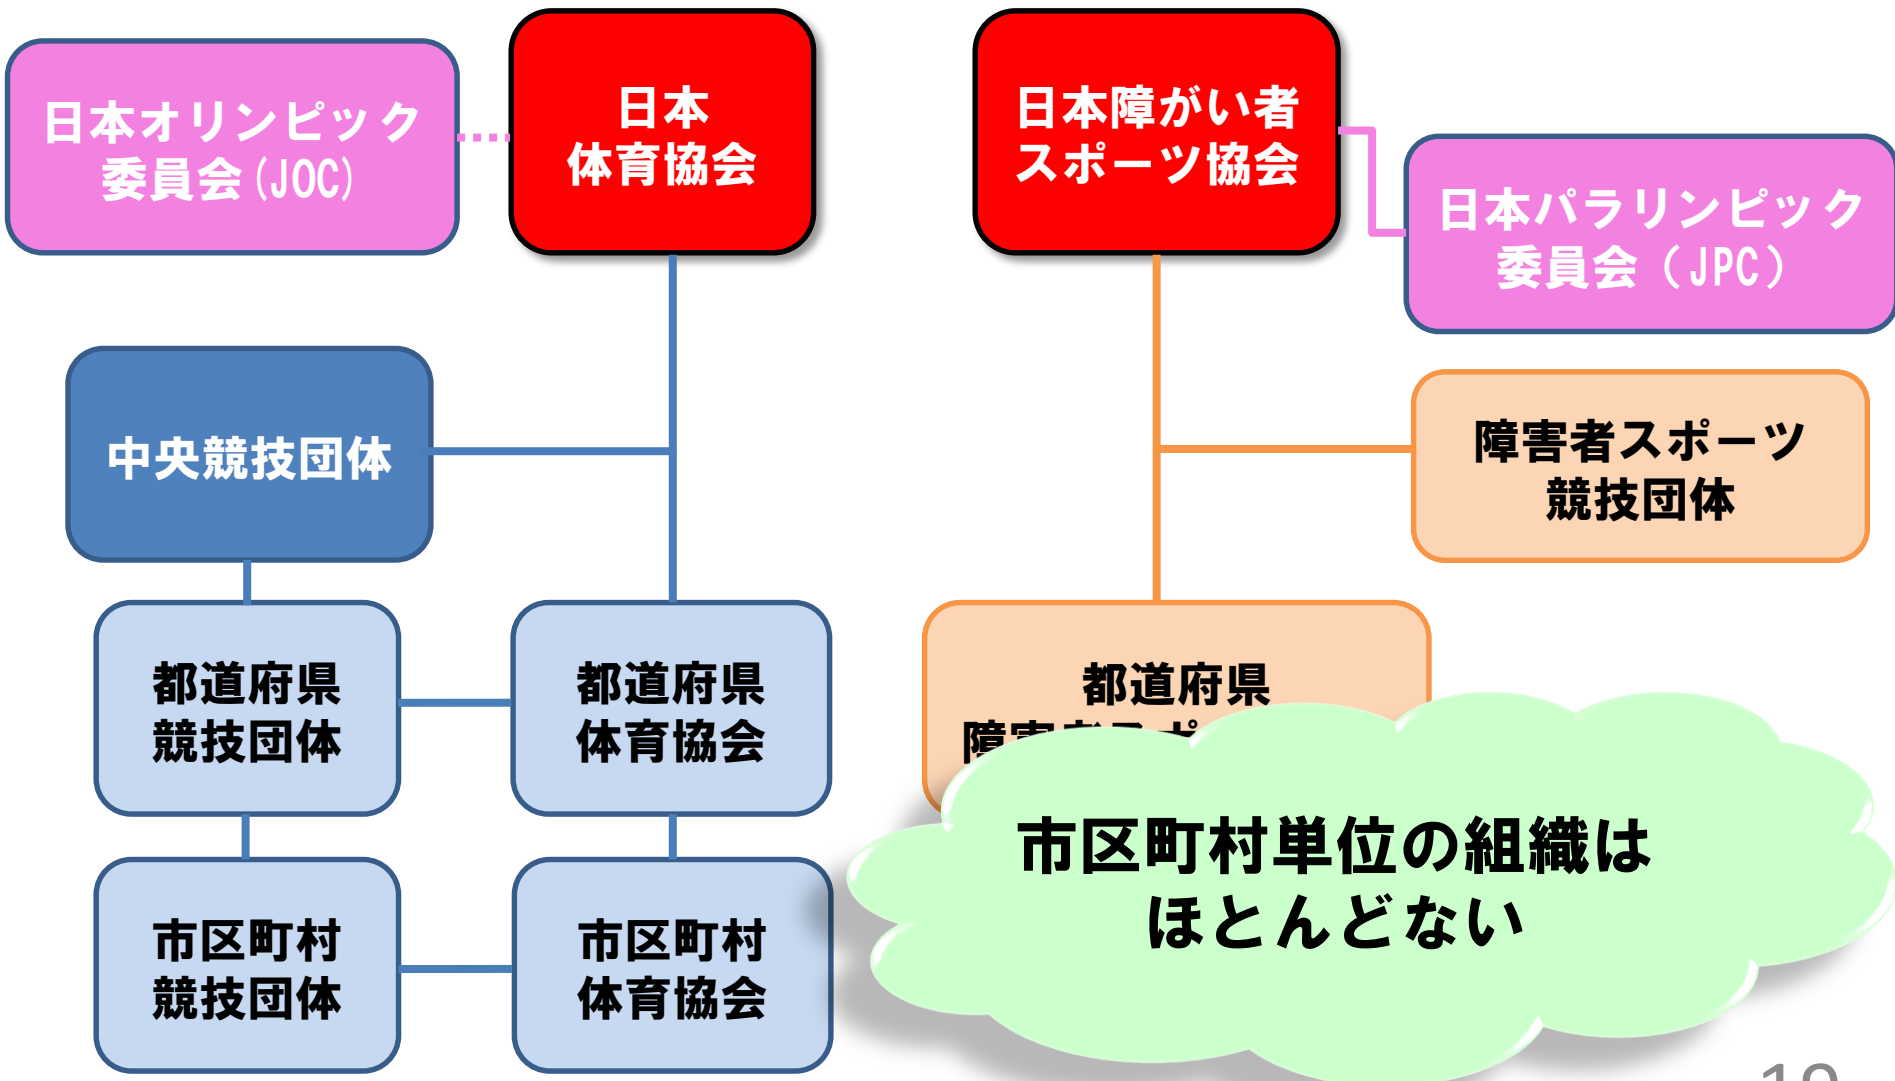 日本オリンピック
委員会(JOC)
日本
体育協会
日本障がい者
スポーツ協会
日本パラリンピック
委員会（JPC）
中央競技団体
障害者スポーツ
競技団体
都道府県
競技団体
都道府県
体育協会
都道府県
市区町村単位の組織は
ほとんどない
市区町村
競技団体
市区町村
体育協会